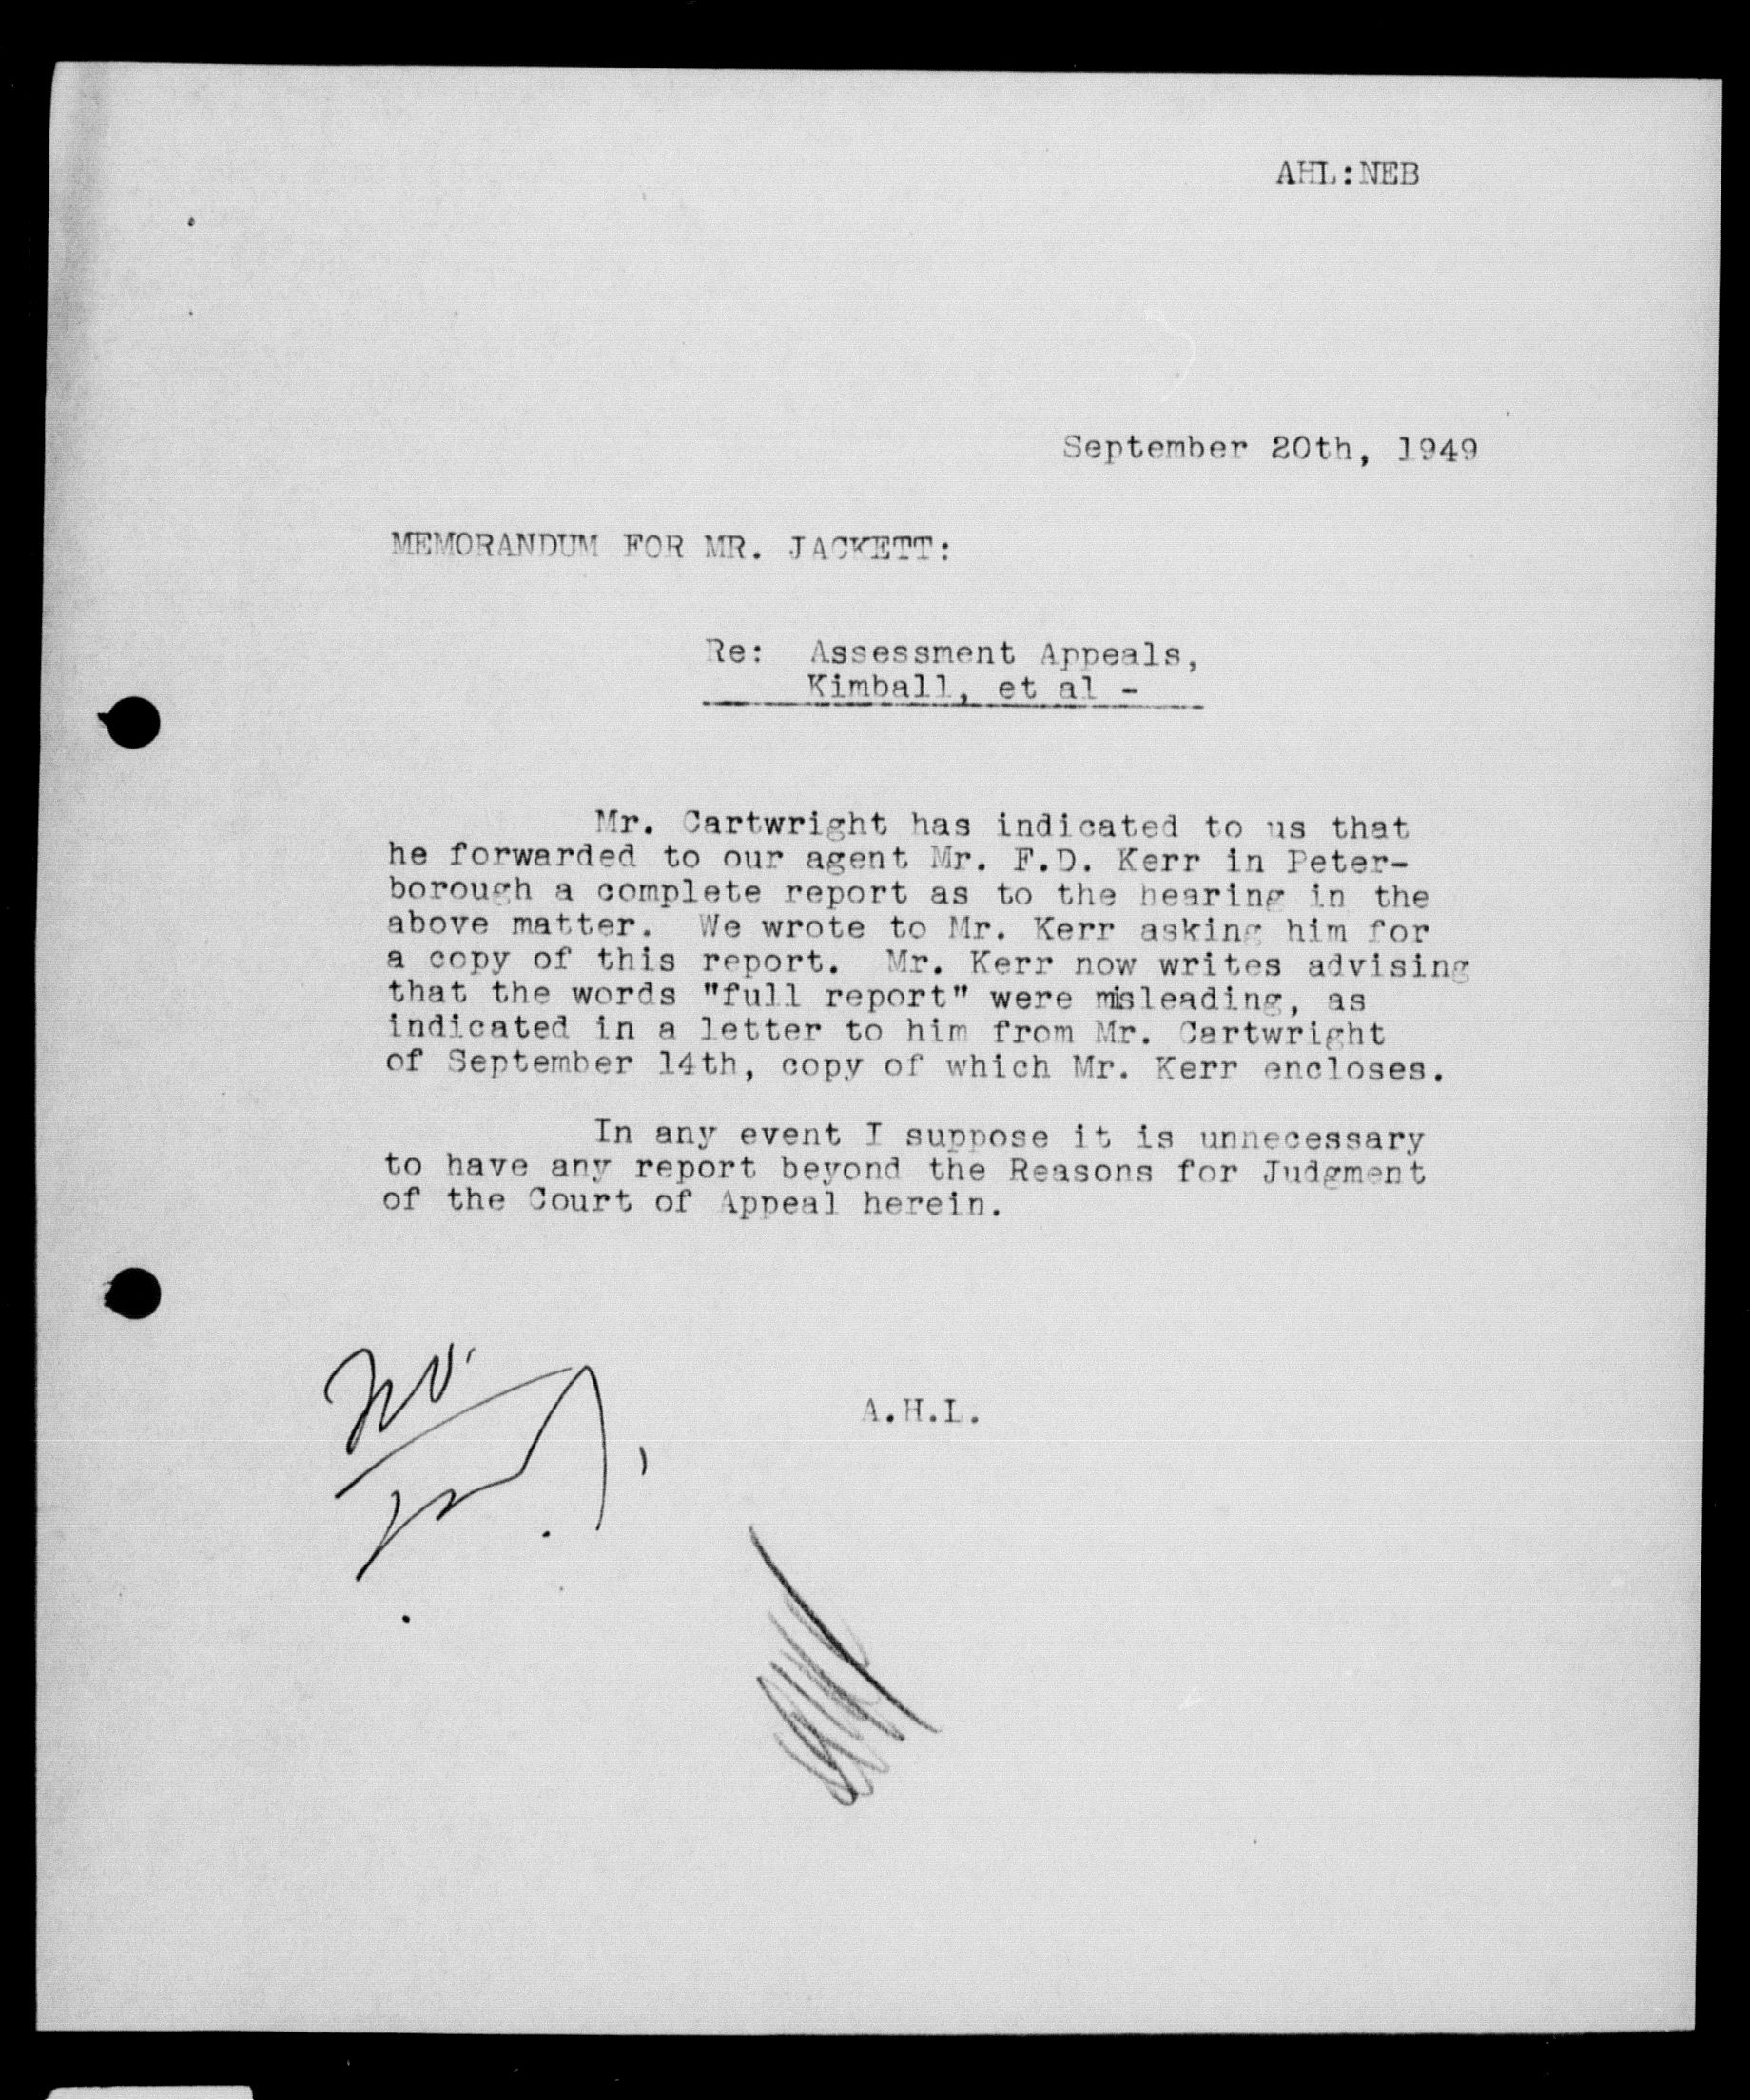 AHL:NEB
September 20th, 1949
MEMORANDUM FOR MR. JACKETT:
Re: Assessment Appeals,
Kimball, et al -
Mr. Cartwright has indicated to us that
he forwarded to our agent Mr. F.D. Kerr in Peter-
borough a complete report as to the hearing in the
above matter. We wrote to Mr. Kerr asking him for
a copy of this report. Mr. Kerr now writes advising
that the words "full report" were misleading, as
indicated in a letter to him from Mr. Cartwright
of September 14th, copy of which Mr. Kerr encloses.
In any event I suppose it is unnecessary
to have any report beyond the Reasons for Judgment
of the Court of Appeal herein.
A.H.L.